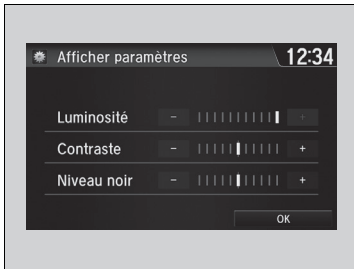 Afficher paramètres 12:34
Luminosité - +
Contraste - +
Niveau noir - +
OK